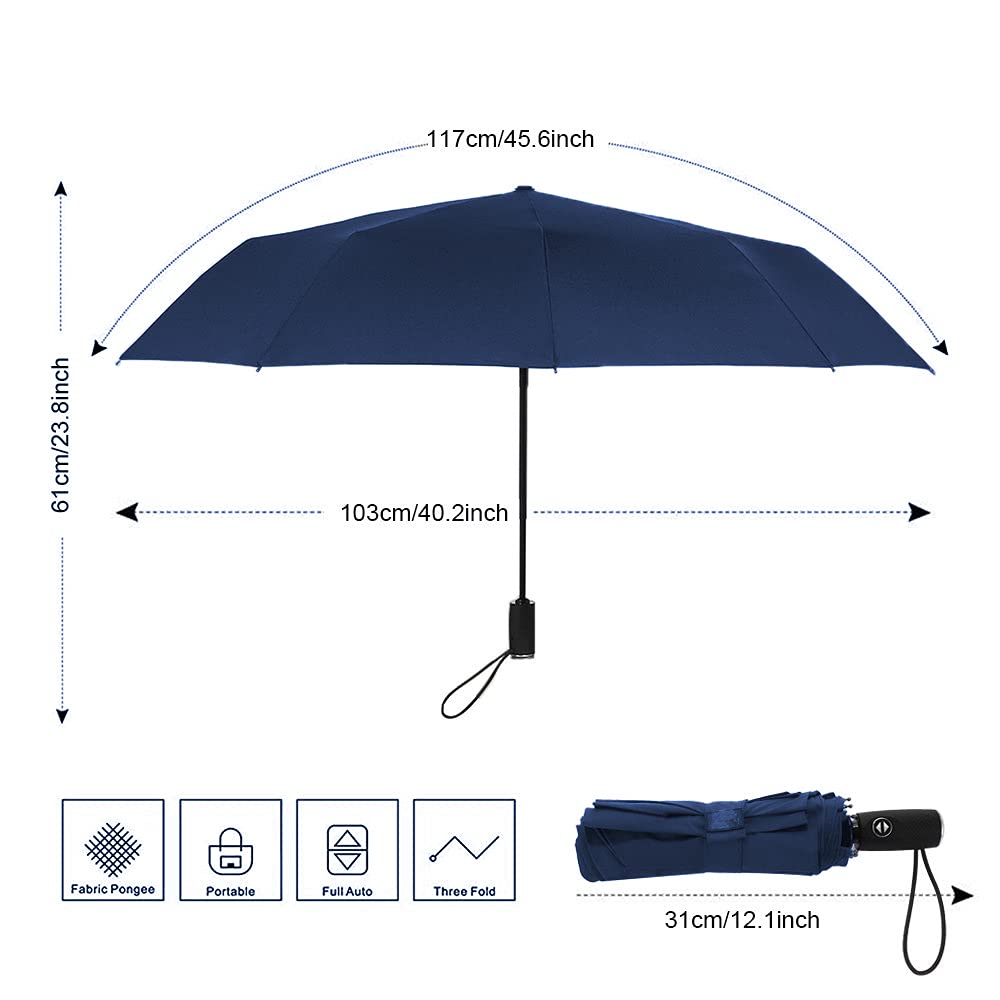 117cm/45.6inch
61cm/23.8inch
103cm/40.2inch
Fabric Pongee
Portable
Full Auto
Three Fold
31cm/12.1inch